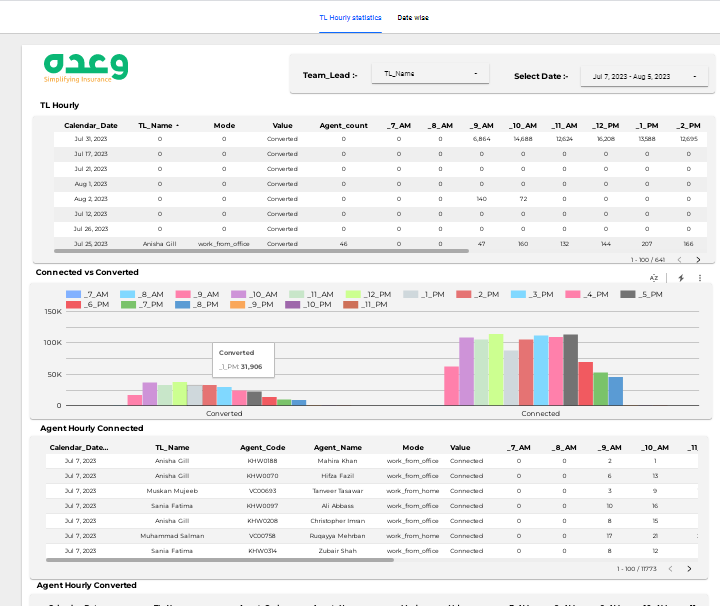 TL Hourly statistics Date wise
وعده
Simplifying Insurance
Team_Lead :- TL_Name Select Date :- Jul 7, 2023 - Aug 5, 2023
TL Hourly
Calendar_Date TL_Name Mode Value Agent_count _7_AM _8_AM _9_AM _10_AM _11_AM _12_PM _1_PM _2_PM
Jul 31, 2023 0 0 Converted 0 0 0 6,864 14,688 12,624 16,208 13,588 12,695
Jul 17, 2023 0 0 Converted 0 0 0 0 0 0 0 0 0
Jul 21, 2023 0 0 Converted 0 0 0 0 0 0 0 0 0
Aug 1, 2023 0 0 Converted 0 0 0 0 0 0 0 0 0
Aug 2, 2023 0 0 Converted 0 0 0 140 72 0 0 0 0
Jul 12, 2023 0 0 Converted 0 0 0 0 0 0 0 0 0
Jul 26, 2023 0 0 Converted 0 0 0 0 0 0 0 0 0
Jul 25, 2023 Anisha Gill work_from_office Converted 46 0 0 47 160 132 144 207 166
1 - 100 / 641
Connected vs Converted
_7_AM _8_AM _9_AM _10_AM _11_AM _12_PM _1_PM _2_PM _3_PM _4_PM _5_PM
_6_PM _7_PM _8_PM _9_PM _10_PM _11_PM
150K
100K
50K
0
Converted
_1_PM 31,906
Converted Connected
Agent Hourly Connected
Calendar_Date... TL_Name Agent_Code Agent_Name Mode Value _7_AM _8_AM _9_AM _10_AM _11
Jul 7, 2023 Anisha Gill KHW0188 Mahira Khan work_from_office Connected 0 0 2 1
Jul 7, 2023 Anisha Gill KHW0070 Hifza Fazil work_from_office Connected 0 0 6 13
Jul 7, 2023 Muskan Mujeeb VC00693 Tanveer Tasawar work_from_home Connected 0 0 3 9
Jul 7, 2023 Sania Fatima KHW0097 Ali Abbass work_from_office Connected 0 0 10 16
Jul 7, 2023 Anisha Gill KHW0208 Christopher Imran work_from_office Connected 0 0 8 15
Jul 7, 2023 Muhammad Salman VC00758 Ruqayya Mehrban work_from_home Connected 0 0 17 21
Jul 7, 2023 Sania Fatima KHW0314 Zubair Shah work_from_office Connected 0 0 8 12
1 - 100 / 11773
Agent Hourly Converted